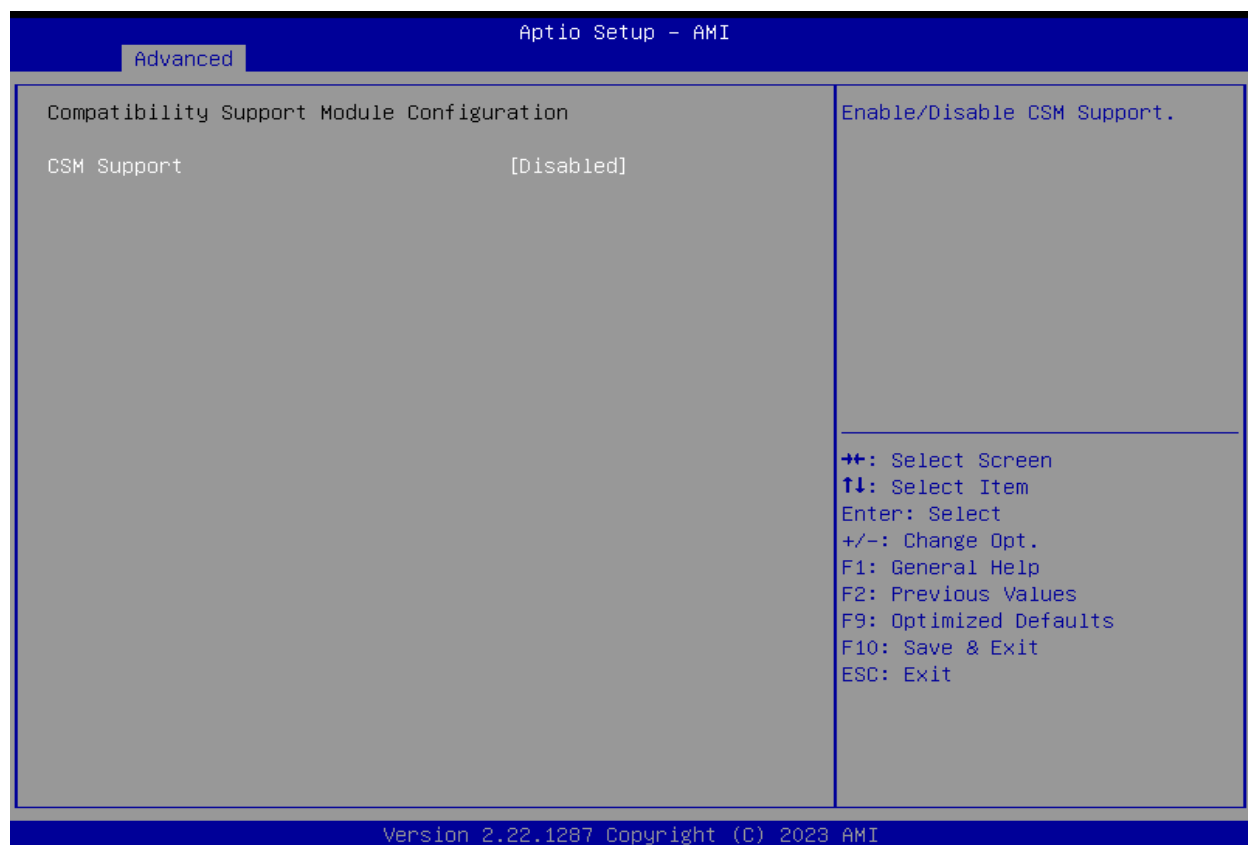 Aptio Setup – AMI
Advanced
Compatibility Support Module Configuration
CSM Support [Disabled]
Enable/Disable CSM Support.
→←: Select Screen
↑↓: Select Item
Enter: Select
+/-: Change Opt.
F1: General Help
F2: Previous Values
F9: Optimized Defaults
F10: Save & Exit
ESC: Exit
Version 2.22.1287 Copyright (C) 2023 AMI